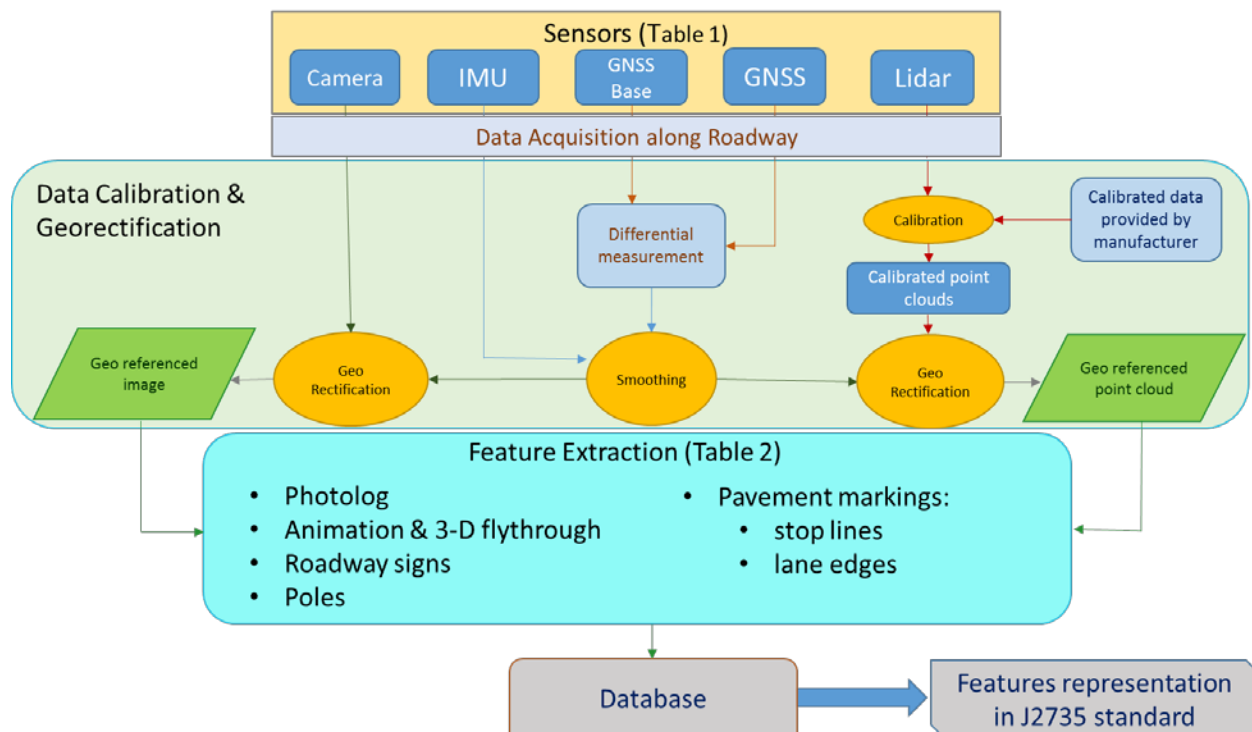 Sensors (Table 1)
Camera
IMU
GNSS
Base
GNSS
Lidar
Data Acquisition along Roadway
Data Calibration &
Georectification
Calibration
Calibrated data
provided by
manufacturer
Differential
measurement
Calibrated point
clouds
Geo referenced
image
Geo
Rectification
Smoothing
Geo
Rectification
Geo referenced
point cloud
Feature Extraction (Table 2)
• Photolog
• Animation & 3-D flythrough
• Roadway signs
• Poles
• Pavement markings:
• stop lines
• lane edges
Database
Features representation
in J2735 standard